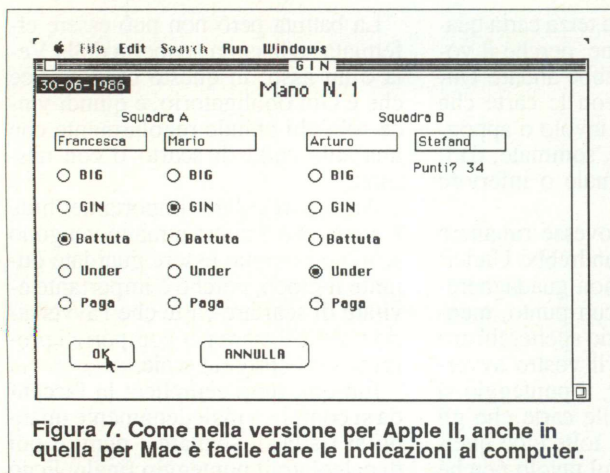 File Edit Search Run Windows
GIN
30-06-1986
Mano N. 1
Squadra A Squadra B
Francesca Mario Arturo Stefano
BIG BIG BIG Punti? 34
GIN GIN GIN
Battuta Battuta Battuta
Under Under Under
Paga Paga Paga
OK ANNULLA
Figura 7. Come nella versione per Apple II, anche in
quella per Mac è facile dare le indicazioni al computer.